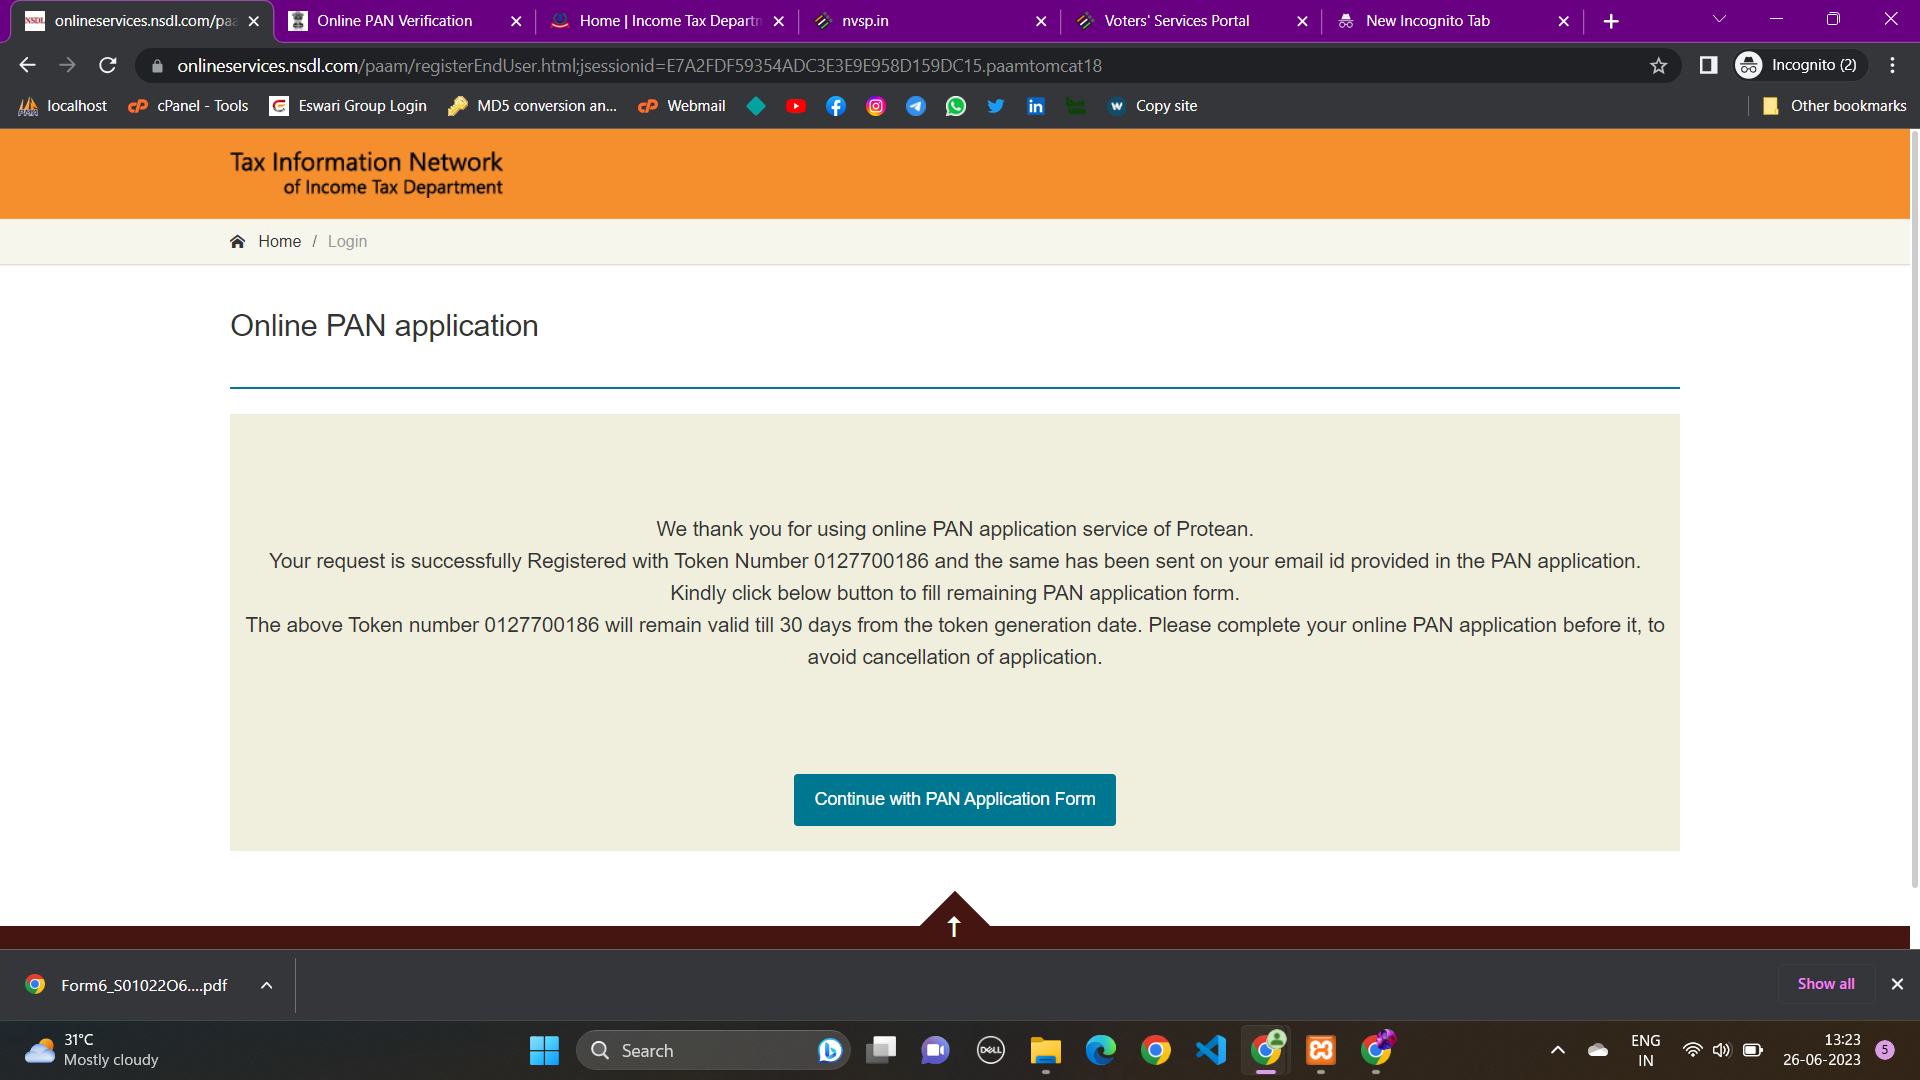 onlineservices.nsdl.com/paa
Online PAN Verification
Home | Income Tax Departm
nvsp.in
Voters' Services Portal
New Incognito Tab
onlineservices.nsdl.com/paam/registerEndUser.html;jsessionid=E7A2FDF59354ADC3E3E9E958D159DC15.paamtomcat18
Incognito (2)
localhost
cPanel - Tools
Eswari Group Login
MD5 conversion an...
Webmail
Copy site
Other bookmarks
Tax Information Network
of Income Tax Department
Home / Login
Online PAN application
We thank you for using online PAN application service of Protean.
Your request is successfully Registered with Token Number 0127700186 and the same has been sent on your email id provided in the PAN application.
Kindly click below button to fill remaining PAN application form.
The above Token number 0127700186 will remain valid till 30 days from the token generation date. Please complete your online PAN application before it, to
avoid cancellation of application.
Continue with PAN Application Form
Form6_S01022O6....pdf
Show all
31°C
Mostly cloudy
Search
DELL
ENG
IN
13:23
26-06-2023
5